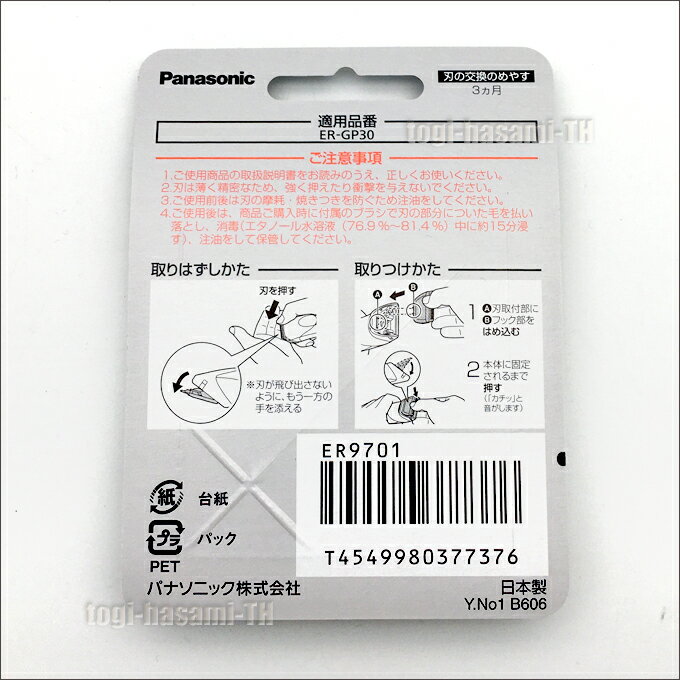 Panasonic
刃の交換のめやす
3ヵ月
適用品番
ER-GP30
togi-hasami-TH
ご注意事項
1.ご使用商品の取扱説明書をお読みのうえ、正しくお使いください。
2.刃は薄く精密なため、強く押えたり衝撃を与えないでください。
3.ご使用前後は刃の摩耗・焼きつきを防ぐため注油をしてください。
4.ご使用後は、商品ご購入時に付属のブラシで刃の部分についた毛を払い
落とし、消毒(エタノール水溶液(76.9%~81.4%)中に約15分浸
す)、注油をして保管してください。
取りはずしかた
刃を押す
※刃が飛び出さない
ように、もう一方の
手を添える
取りつけかた
A B
1 A刃取付部に
Bフック部を
はめ込む
2 本体に固定
されるまで
押す
(「カチッ」と
音がします)
ER9701
T4549980377376
紙 台紙
プラ パック
PET
パナソニック株式会社
日本製
Y.No1 B606
togi-hasami-TH